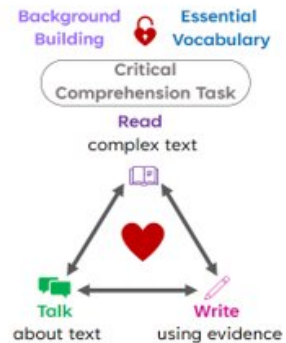 Background Building
Essential Vocabulary
Critical
Comprehension Task
Read
complex text
Talk
about text
Write
using evidence